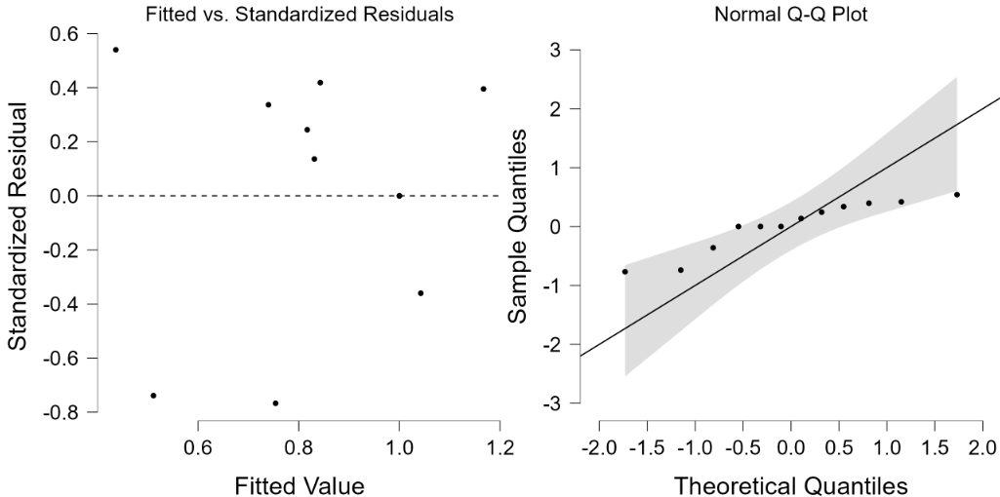 Fitted vs. Standardized Residuals
0.6
0.4
0.2
0.0
-0.2
-0.4
-0.6
-0.8
Standardized Residual
0.6 0.8 1.0 1.2
Fitted Value
Normal Q-Q Plot
3
2
1
0
-1
-2
-3
Sample Quantiles
-2.0 -1.5 -1.0 -0.5 0.0 0.5 1.0 1.5 2.0
Theoretical Quantiles